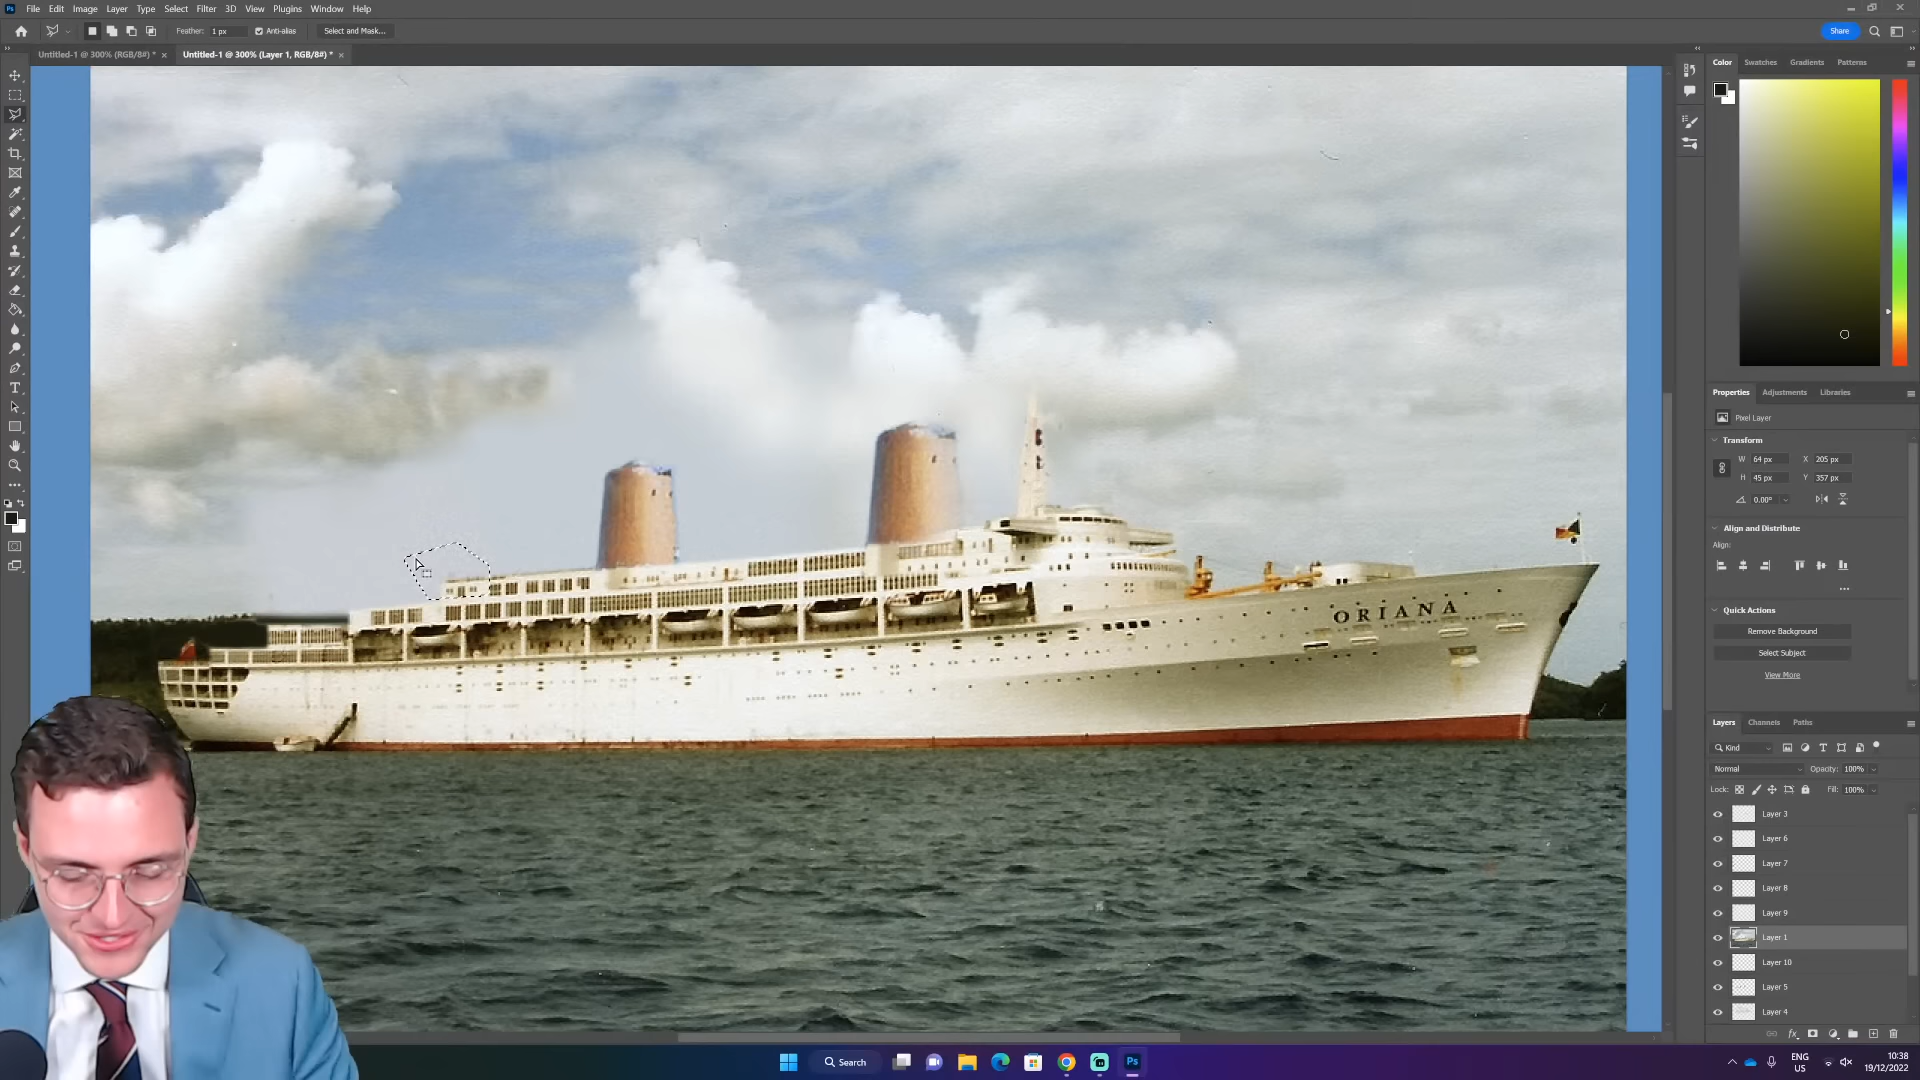 File Edit Image Layer Type Select Filter 3D View Plugins Window Help
Feather: 1 px Anti-alias Select and Mask... Share
Untitled-1 @ 300% (RGB/8#) * × Untitled-1 @ 300% (Layer 1, RGB/8#) * ×
Color Swatches Gradients Patterns
Properties Adjustments Libraries
Pixel Layer
Transform
W 64 px X 205 px
H 45 px Y 357 px
0.00°
Align and Distribute
Align:
Quick Actions
Remove Background
Select Subject
View More
Layers Channels Paths
Kind
Normal Opacity: 100%
Lock: Fill: 100%
Layer 3
Layer 6
Layer 7
Layer 8
Layer 9
Layer 1
Layer 10
Layer 5
Layer 4
ORIANA
Search
Ps
ENG
US
10:38
19/12/2022